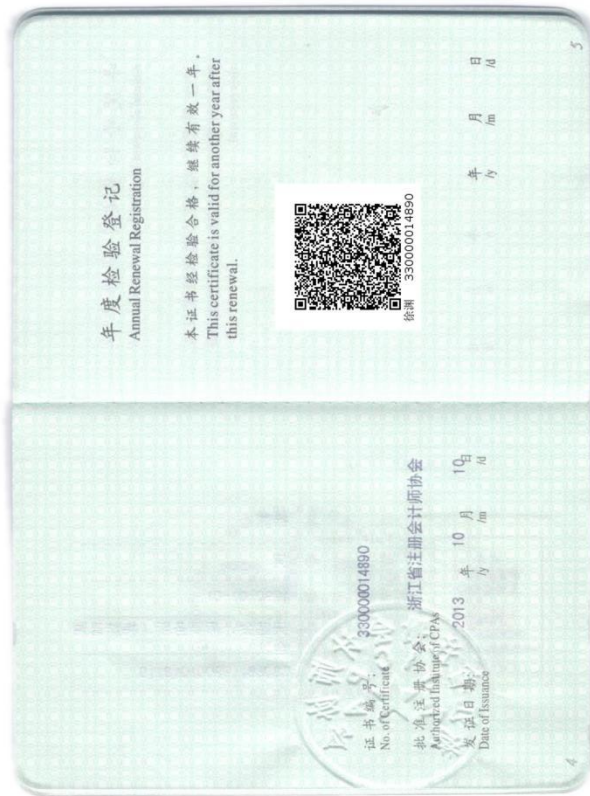 证书编号:
No. of Certificate
330000014890
批准注册协会:
Authorized Institute of CPAs
浙江省注册会计师协会
发证日期:
Date of Issuance
2013 年 10 月 10 日
/y /m /d
4
年度检验登记
Annual Renewal Registration
本证书经检验合格,继续有效一年。
This certificate is valid for another year after
this renewal.
徐渊 330000014890
年 月 日
/y /m /d
5